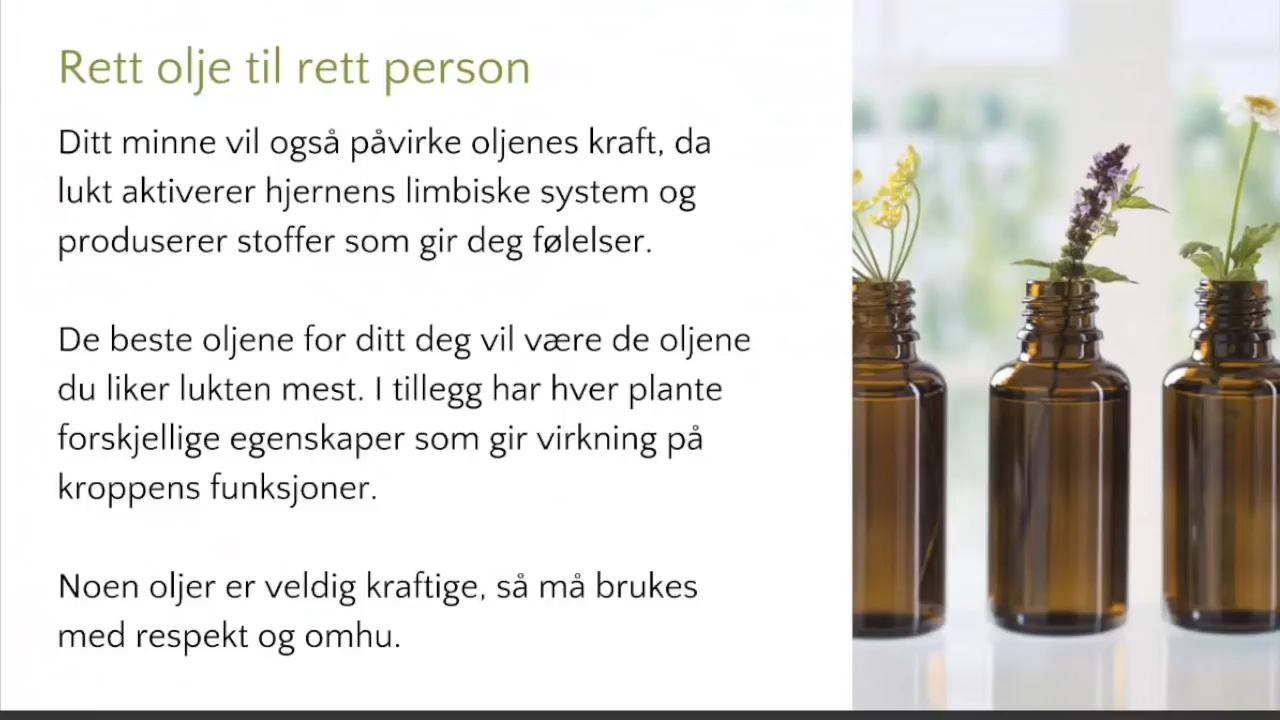 Rett olje til rett person
Ditt minne vil også påvirke oljenes kraft, da
lukt aktiverer hjernens limbiske system og
produserer stoffer som gir deg følelser.
De beste oljene for ditt deg vil være de oljene
du liker lukten mest. I tillegg har hver plante
forskjellige egenskaper som gir virkning på
kroppens funksjoner.
Noen oljer er veldig kraftige, så må brukes
med respekt og omhu.